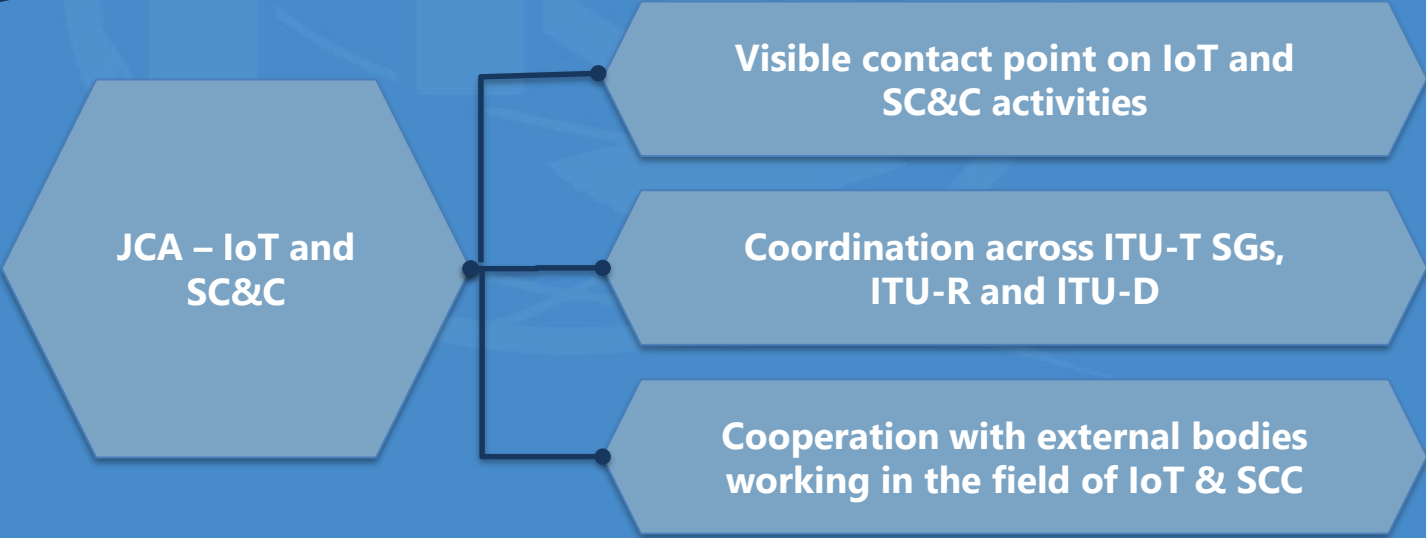 Visible contact point on IoT and
SC&C activities
JCA – IoT and
SC&C
Coordination across ITU-T SGs,
ITU-R and ITU-D
Cooperation with external bodies
working in the field of IoT & SCC